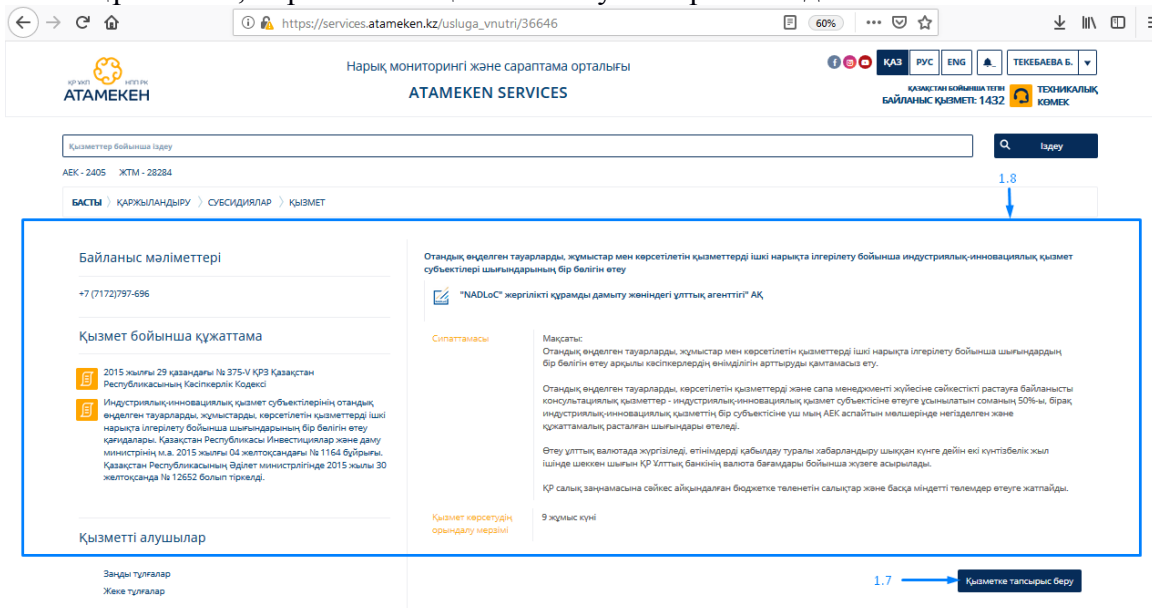 https://services.atameken.kz/usluga_vnutri/36646
60%
ҚР ҰКП НПП РК
ATAMEKEN
Нарық мониторингі және сараптама орталығы
ATAMEKEN SERVICES
ҚАЗ РУС ENG ТЕКЕБАЕВА Б.
ҚАЗАҚСТАН БОЙЫНША ТЕГІН
БАЙЛАНЫС ҚЫЗМЕТІ: 1432
ТЕХНИКАЛЫҚ
КӨМЕК
Қызметтер бойынша іздеу
Іздеу
АЕК - 2405 ЖТМ - 28284
1.8
БАСТЫ 〉 ҚАРЖЫЛАНДЫРУ 〉 СУБСИДИЯЛАР 〉 ҚЫЗМЕТ
Байланыс мәліметтері
+7 (7172)797-696
Қызмет бойынша құжаттама
2015 жылғы 29 қазандағы № 375-V ҚРЗ Қазақстан
Республикасының Кәсіпкерлік Кодексі
Индустриялық-инновациялық қызмет субъектілерінің отандық
өңделген тауарларды, жұмыстарды, көрсетілетін қызметтерді ішкі
нарықта ілгерілету бойынша шығындарының бір бөлігін өтеу
қағидалары. Қазақстан Республикасы Инвестициялар және даму
министрінің м.а. 2015 жылғы 04 желтоқсандағы № 1164 бұйрығы.
Қазақстан Республикасының Әділет министрлігінде 2015 жылы 30
желтоқсанда № 12652 болып тіркелді.
Қызметті алушылар
Заңды тұлғалар
Жеке тұлғалар
Отандық өңделген тауарларды, жұмыстар мен көрсетілетін қызметтерді ішкі нарықта ілгерілету бойынша индустриялық-инновациялық қызмет
субъектілері шығындарының бір бөлігін өтеу
"NADLoC" жергілікті құрамды дамыту жөніндегі ұлттық агенттігі" АҚ
Сипаттамасы
Мақсаты:
Отандық өңделген тауарларды, жұмыстар мен көрсетілетін қызметтерді ішкі нарықта ілгерілету бойынша шығындардың
бір бөлігін өтеу арқылы кәсіпкерлердің өнімділігін арттыруды қамтамасыз ету.
Отандық өңделген тауарларды, көрсетілетін қызметтерді және сапа менеджменті жүйесіне сәйкестікті растауға байланысты
консультациялық қызметтер - индустриялық-инновациялық қызмет субъектісіне өтеуге ұсынылатын соманың 50%-ы, бірақ
индустриялық-инновациялық қызметтің бір субъектісіне үш мың АЕК аспайтын мөлшерінде негізделген және
құжаттамалық расталған шығындары өтеледі.
Өтеу ұлттық валютада жүргізіледі, өтінімдерді қабылдау туралы хабарландыру шыққан күнге дейін екі күнтізбелік жыл
ішінде шеккен шығын ҚР Ұлттық банкінің валюта бағамдары бойынша жүзеге асырылады.
ҚР салық заңнамасына сәйкес айқындалған бюджетке төленетін салықтар және басқа міндетті төлемдер өтеуге жатпайды.
Қызмет көрсетудің
орындалу мерзімі
9 жұмыс күні
1.7
Қызметке тапсырыс беру